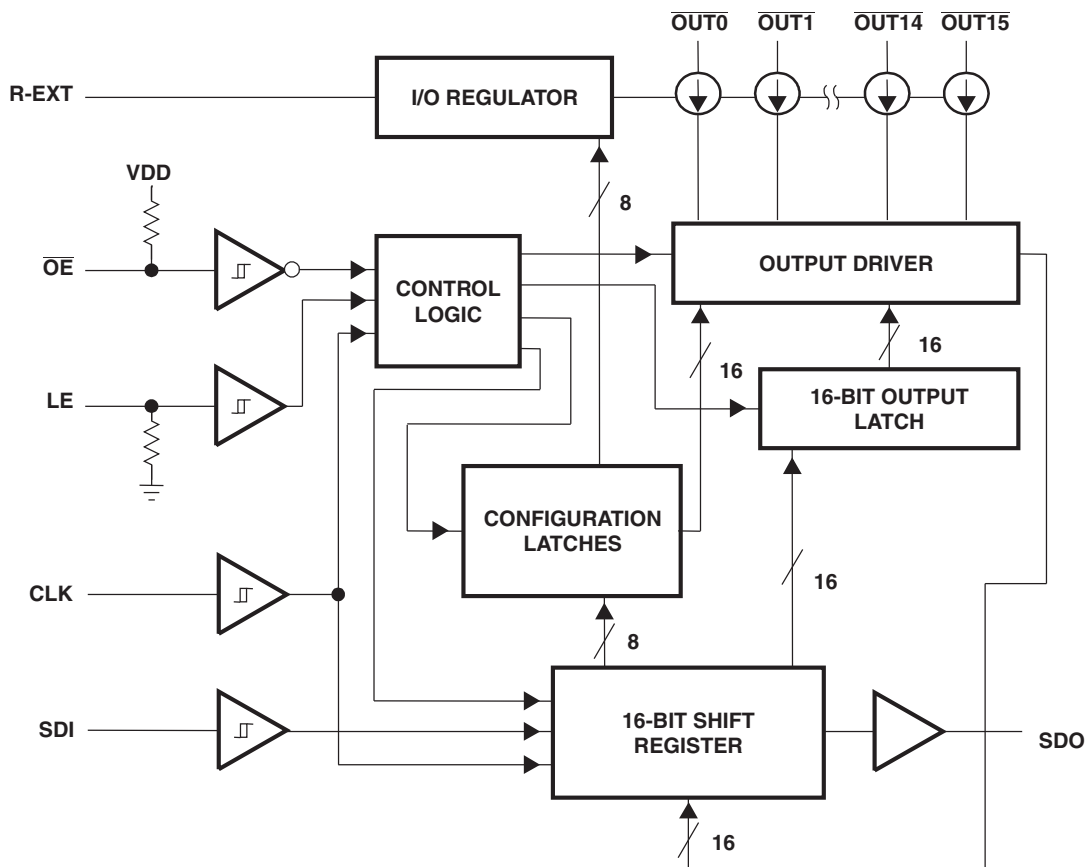 OUT0 OUT1 OUT14 OUT15
R-EXT
I/O REGULATOR
VDD
8
OE
CONTROL
LOGIC
OUTPUT DRIVER
16
16
LE
16-BIT OUTPUT
LATCH
CONFIGURATION
LATCHES
16
CLK
8
SDI
16-BIT SHIFT
REGISTER
SDO
16